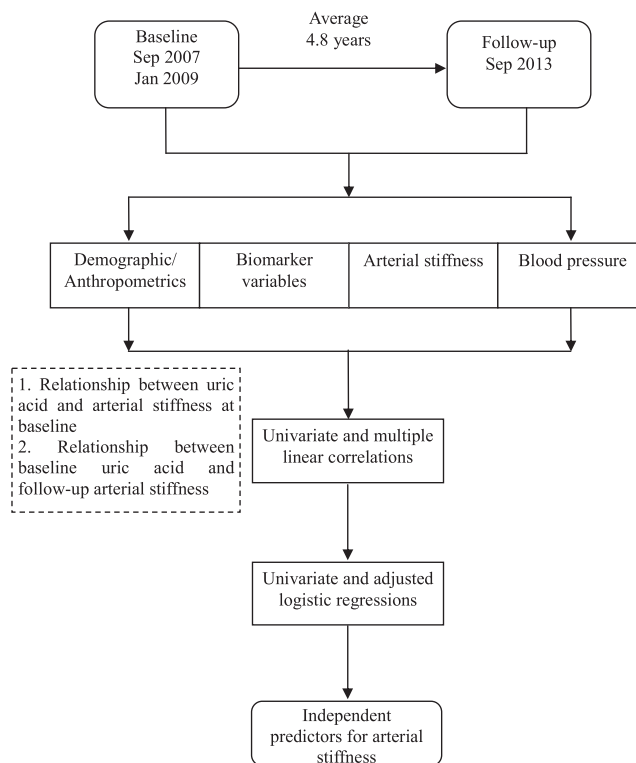 Baseline
Sep 2007
Jan 2009
Average
4.8 years
Follow-up
Sep 2013
Demographic/
Anthropometrics
Biomarker
variables
Arterial stiffness
Blood pressure
1. Relationship between uric
acid and arterial stiffness at
baseline
2. Relationship between
baseline uric acid and
follow-up arterial stiffness
Univariate and multiple
linear correlations
Univariate and adjusted
logistic regressions
Independent
predictors for arterial
stiffness